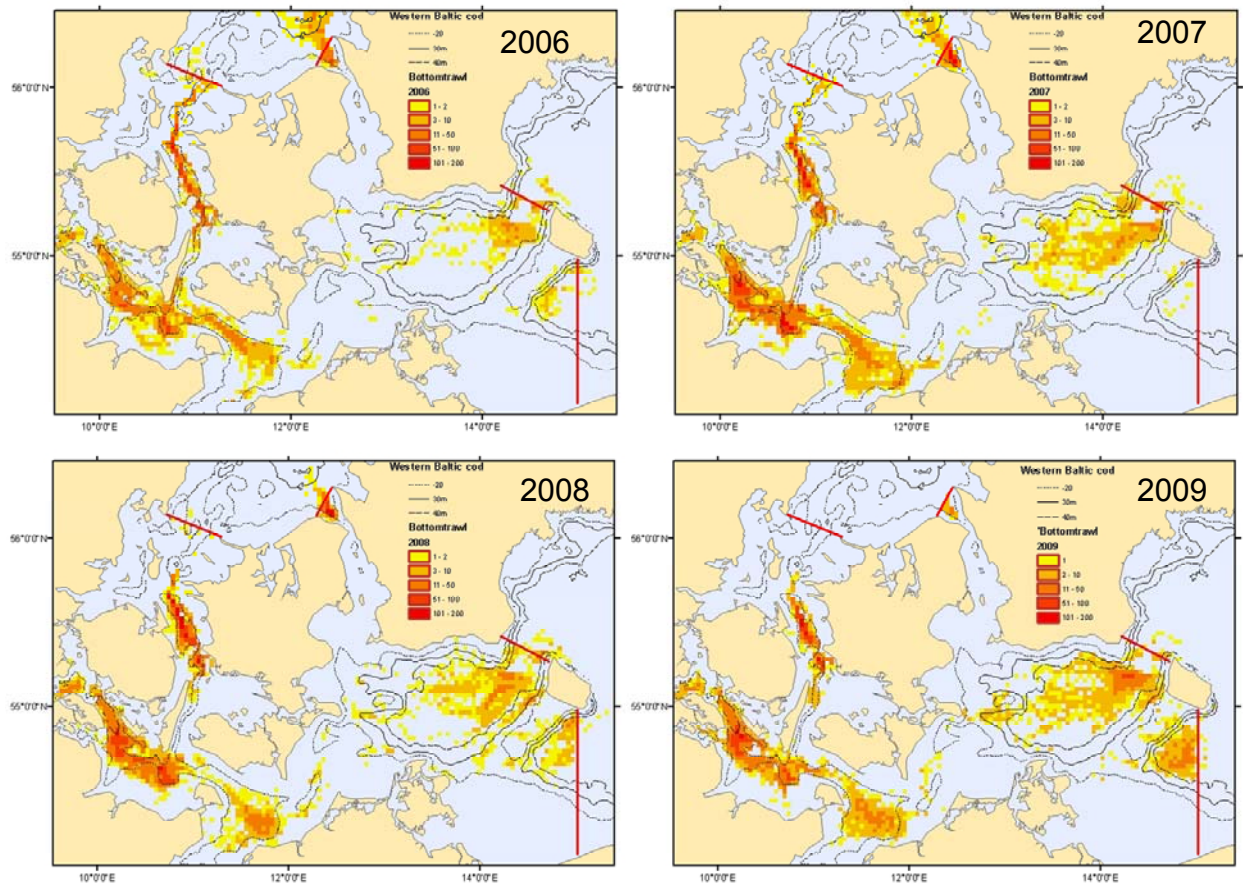 Western Baltic cod
-20
30m
40m
Bottomtrawl
2006
1 - 2
3 - 10
11 - 50
51 - 100
101 - 200
2006
56°0'0"N
55°0'0"N
10°0'0"E
12°0'0"E
14°0'0"E
Western Baltic cod
-20
30m
40m
Bottomtrawl
2007
1 - 2
3 - 10
11 - 50
51 - 100
101 - 200
2007
56°0'0"N
55°0'0"N
10°0'0"E
12°0'0"E
14°0'0"E
Western Baltic cod
-20
30m
40m
Bottomtrawl
2008
1 - 2
3 - 10
11 - 50
51 - 100
101 - 200
2008
56°0'0"N
55°0'0"N
10°0'0"E
12°0'0"E
14°0'0"E
Western Baltic cod
-20
30m
40m
'Bottomtrawl
2009
1
3 - 10
11 - 50
51 - 100
101 - 200
2009
56°0'0"N
55°0'0"N
10°0'0"E
12°0'0"E
14°0'0"E